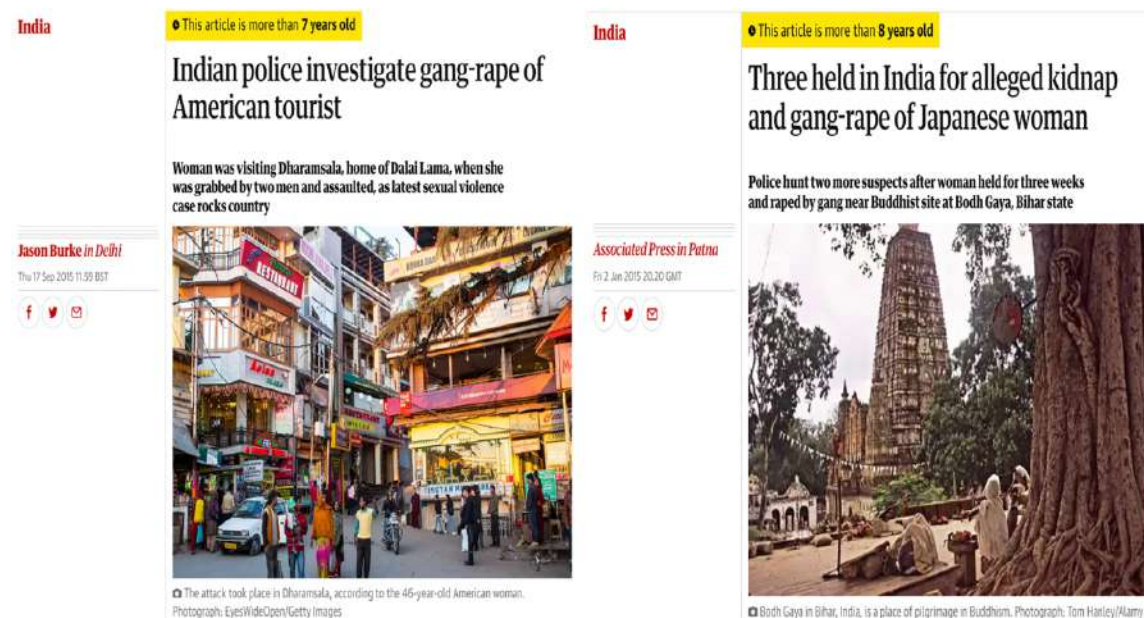 India
This article is more than 7 years old
Indian police investigate gang-rape of
American tourist
Woman was visiting Dharamsala, home of Dalai Lama, when she
was grabbed by two men and assaulted, as latest sexual violence
case rocks country
Jason Burke in Delhi
Thu 17 Sep 2015 11.55 BST
RESTAURANT
The attack took place in Dharamsala, according to the 46-year-old American woman.
Photograph: EyesWideOpen/Getty Images
India
This article is more than 8 years old
Three held in India for alleged kidnap
and gang-rape of Japanese woman
Police hunt two more suspects after woman held for three weeks
and raped by gang near Buddhist site at Bodh Gaya, Bihar state
Associated Press in Patna
Fri 2 Jan 2015 20.20 GMT
Bodh Gaya in Bihar, India, is a place of pilgrimage in Buddhism. Photograph: Tom Hanley/Alamy